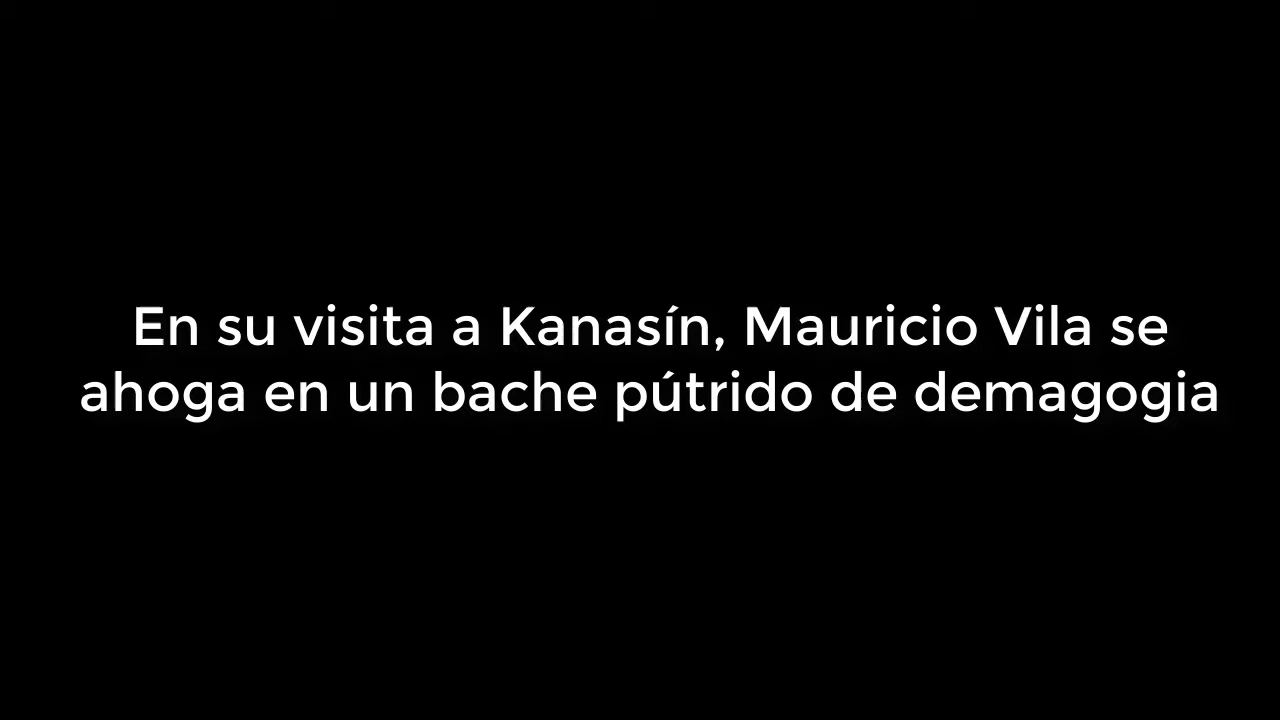 En su visita a Kanasín, Mauricio Vila se
ahoga en un bache pútrido de demagogia